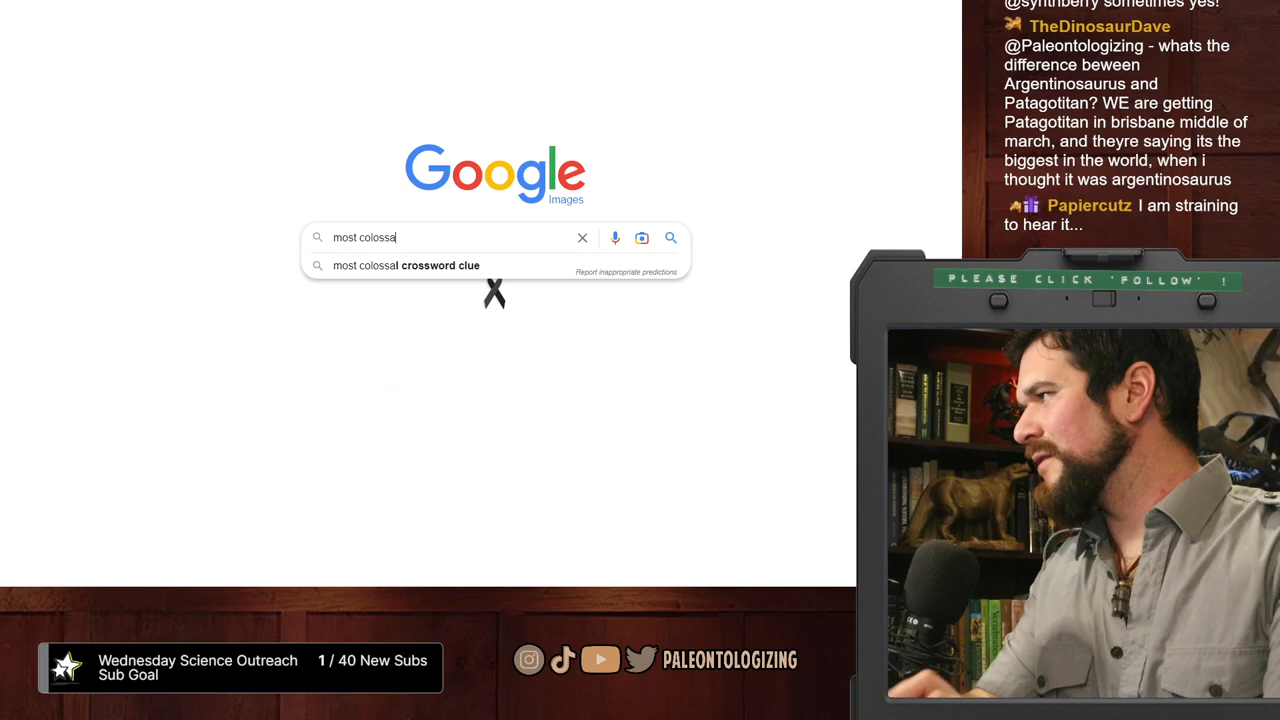 @synthberry sometimes yes!
TheDinosaurDave
@Paleontologizing - whats the
difference beween
Argentinosaurus and
Patagotitan? WE are getting
Patagotitan in brisbane middle of
march, and theyre saying its the
biggest in the world, when i
thought it was argentinosaurus
Papiercutz I am straining
to hear it...
Google
Images
most colossa
most colossal crossword clue
Report inappropriate predictions
PLEASE CLICK "FOLLOW" !
Wednesday Science Outreach 1 / 40 New Subs
Sub Goal
PALEONTOLOGIZING